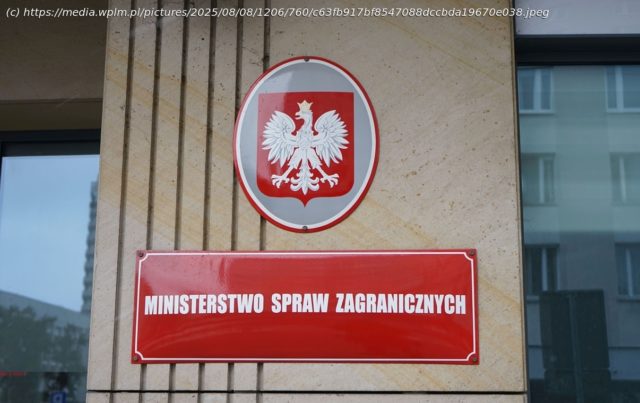 (c) https://media.wplm.pl/pictures/2025/08/08/1206/760/c63fb917bf8547088dccbda19670e038.jpeg
MINISTERSTWO SPRAW ZAGRANICZNYCH